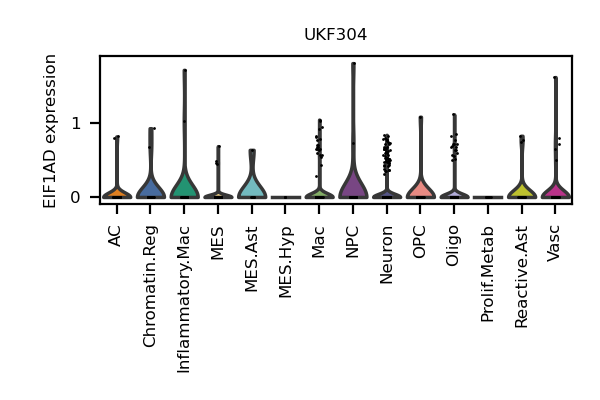 UKF304
EIF1AD expression
1
0
AC
Chromatin.Reg
Inflammatory.Mac
MES
MES.Ast
MES.Hyp
Mac
NPC
Neuron
OPC
Oligo
Prolif.Metab
Reactive.Ast
Vasc